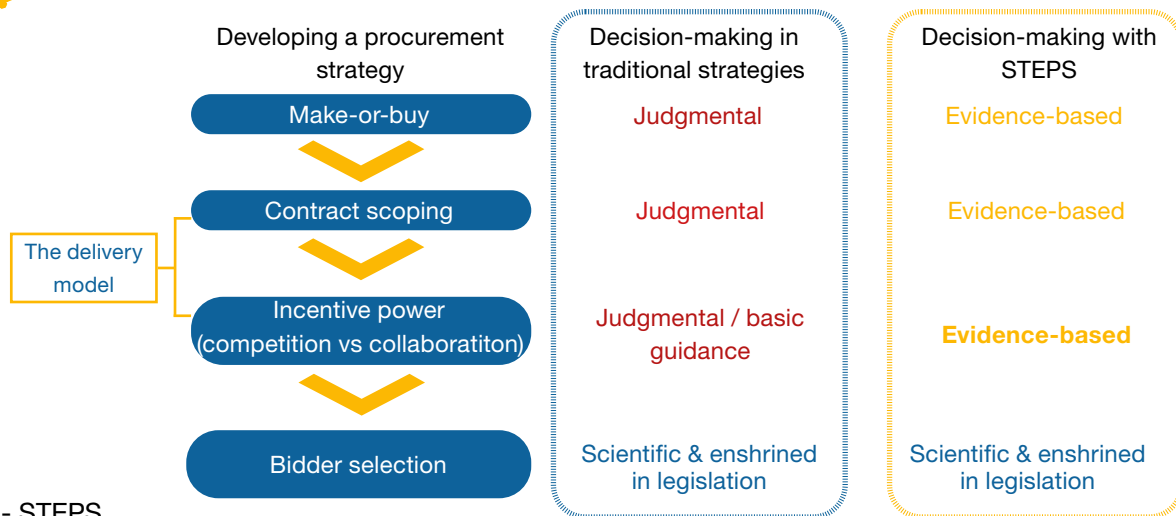 Developing a procurement
strategy
Decision-making in
traditional strategies
Decision-making with
STEPS
Make-or-buy
Judgmental
Evidence-based
Contract scoping
Judgmental
Evidence-based
The delivery
model
Incentive power
(competition vs collaboratiton)
Judgmental / basic
guidance
Evidence-based
Bidder selection
Scientific & enshrined
in legislation
Scientific & enshrined
in legislation
- STEPS